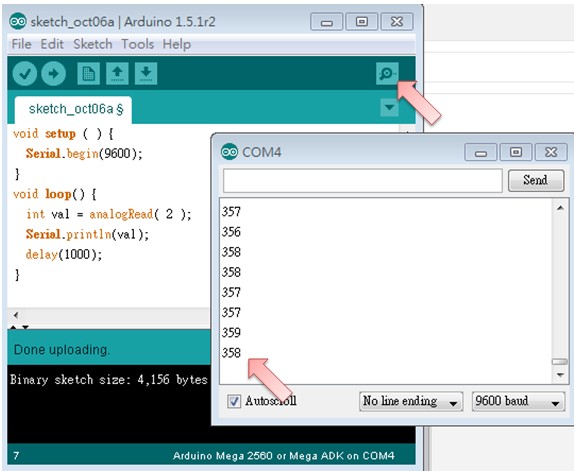 sketch_oct06a | Arduino 1.5.1r2
File Edit Sketch Tools Help
sketch_oct06a §
void setup ( ) {
Serial.begin(9600);
}
void loop() {
int val = analogRead( 2 );
Serial.println(val);
delay(1000);
}
Done uploading.
Binary sketch size: 4,156 bytes
7
Arduino Mega 2560 or Mega ADK on COM4
COM4
Send
357
356
358
358
357
357
359
358
Autoscroll
No line ending
9600 baud